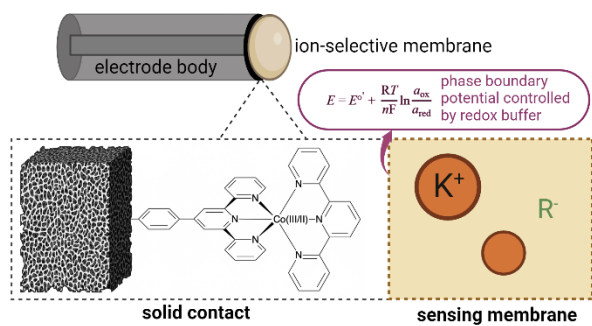 ion-selective membrane
electrode body
E = E⁰' + RT/nF ln a_ox/a_red
phase boundary
potential controlled
by redox buffer
N
N
N
N
N
N
Co(III/II)
K⁺
R⁻
solid contact
sensing membrane